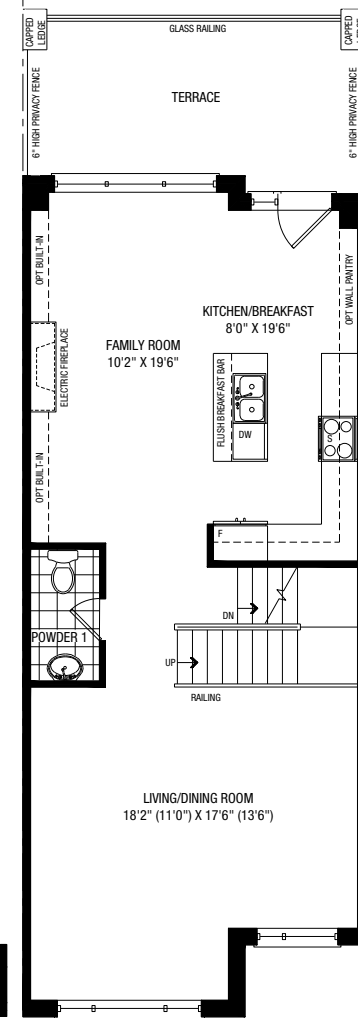 GLASS RAILING
CAPPED
LEDGE
CAPPED
LEDGE
6" HIGH PRIVACY FENCE
TERRACE
6" HIGH PRIVACY FENCE
OPT BUILT-IN
OPT WALL PANTRY
KITCHEN/BREAKFAST
8'0" X 19'6"
FAMILY ROOM
10'2" X 19'6"
ELECTRIC FIREPLACE
FLUSH BREAKFAST BAR
DW
S
OPT BUILT-IN
F
DN
POWDER 1
UP
RAILING
LIVING/DINING ROOM
18'2" (11'0") X 17'6" (13'6")